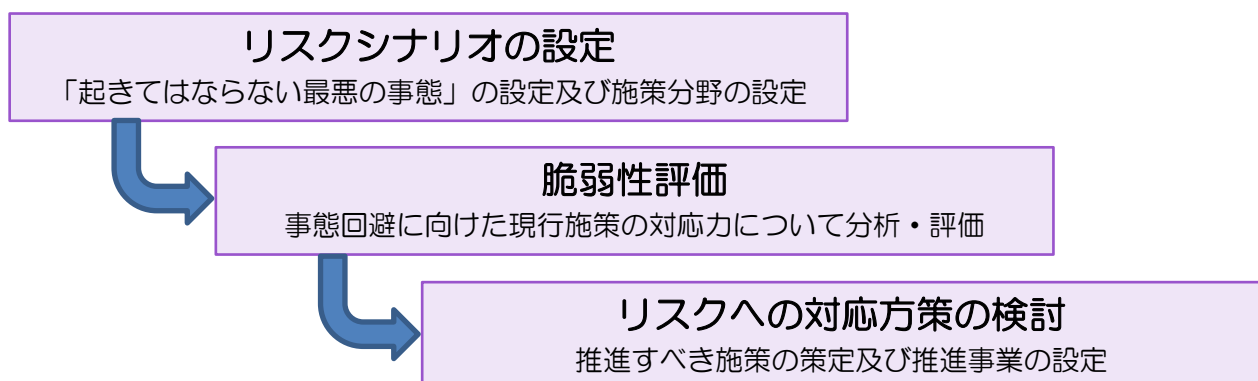 リスクシナリオの設定
「起きてはならない最悪の事態」の設定及び施策分野の設定
脆弱性評価
事態回避に向けた現行施策の対応力について分析・評価
リスクへの対応方策の検討
推進すべき施策の策定及び推進事業の設定